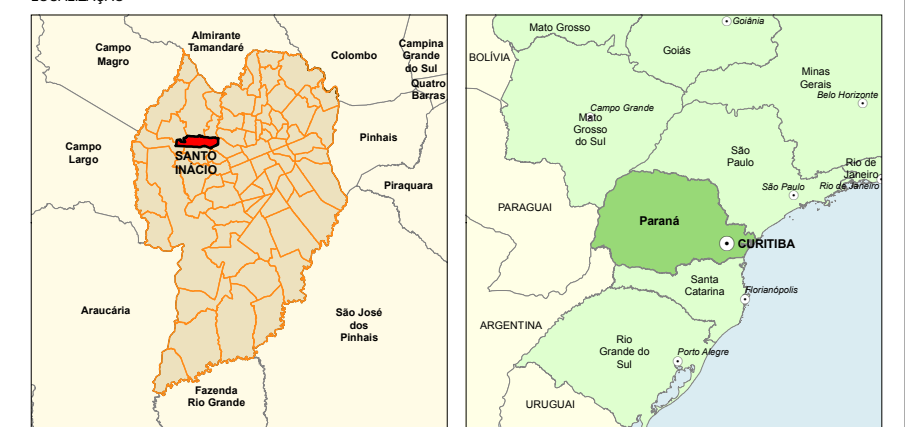 LOCALIZAÇÃO
Campo
Magro
Almirante
Tamandaré
Colombo
Campina
Grande
do Sul
Quatro
Barras
Campo
Largo
SANTO
INÁCIO
Pinhais
Piraquara
Araucária
São José
dos
Pinhais
Fazenda
Rio Grande
Mato Grosso
Goiânia
BOLÍVIA
Goiás
Minas
Gerais
Belo Horizonte
Campo Grande
Mato
Grosso
do Sul
São
Paulo
Rio de
Janeiro
São Paulo
Rio de Janeiro
PARAGUAI
Paraná
CURITIBA
Santa
Catarina
Florianópolis
ARGENTINA
Rio
Grande do
Sul
Porto Alegre
URUGUAI